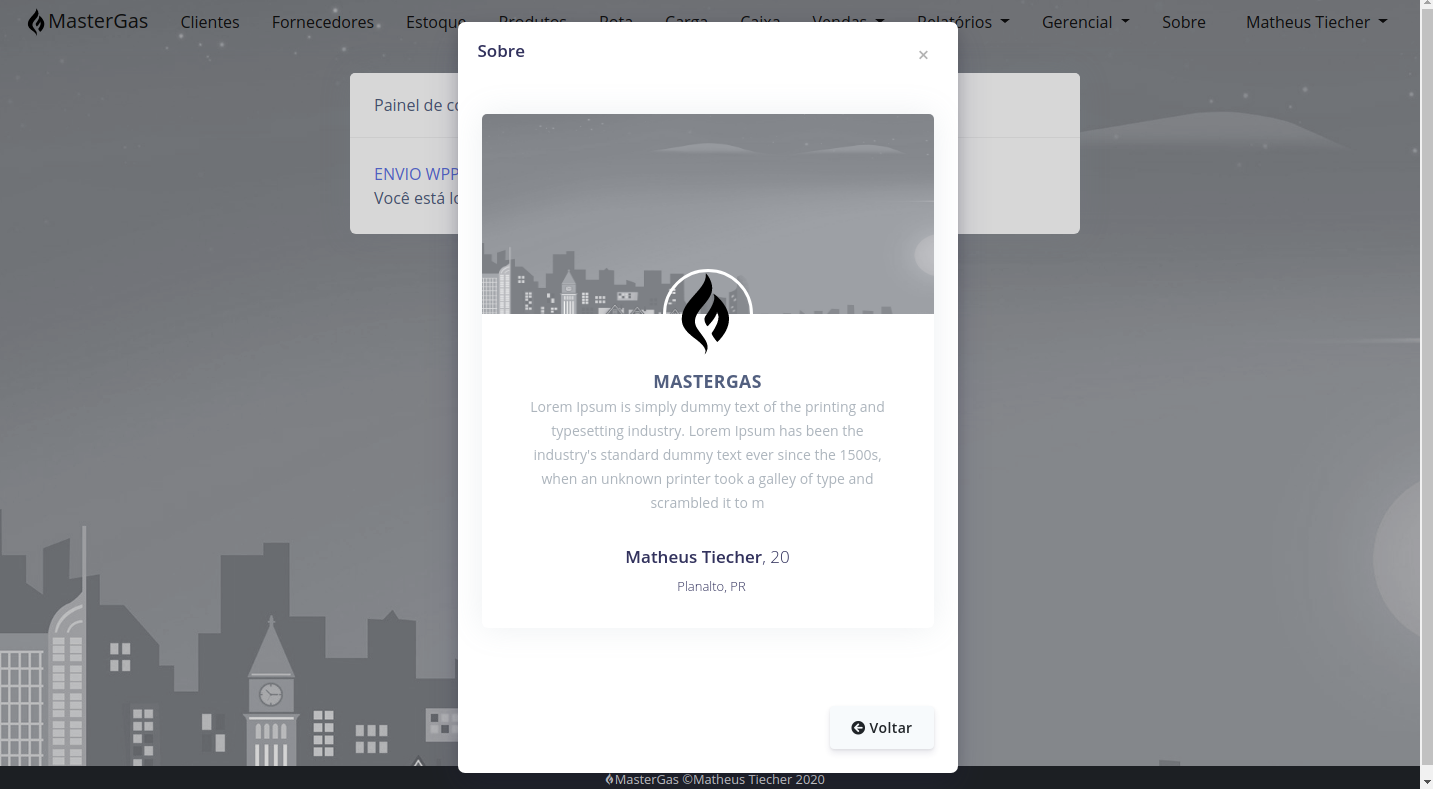 MasterGas Clientes Fornecedores Estoque Produtos Rota Carga Caixa Vendas Relatórios Gerencial Sobre Matheus Tiecher
Sobre ×
Painel de co
ENVIO WPP
Você está lo
MASTERGAS
Lorem Ipsum is simply dummy text of the printing and
typesetting industry. Lorem Ipsum has been the
industry's standard dummy text ever since the 1500s,
when an unknown printer took a galley of type and
scrambled it to m
Matheus Tiecher, 20
Planalto, PR
Voltar
MasterGas ©Matheus Tiecher 2020